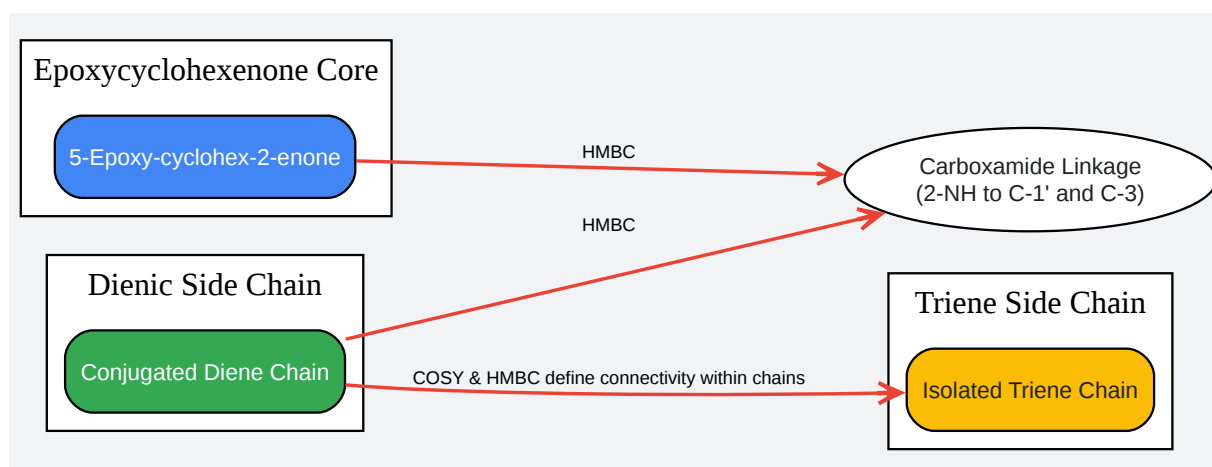 Epoxycyclohexenone Core
5-Epoxy-cyclohex-2-enone
HMBC
Carboxamide Linkage
(2-NH to C-1' and C-3)
HMBC
Dienic Side Chain
Conjugated Diene Chain
COSY & HMBC define connectivity within chains
Triene Side Chain
Isolated Triene Chain